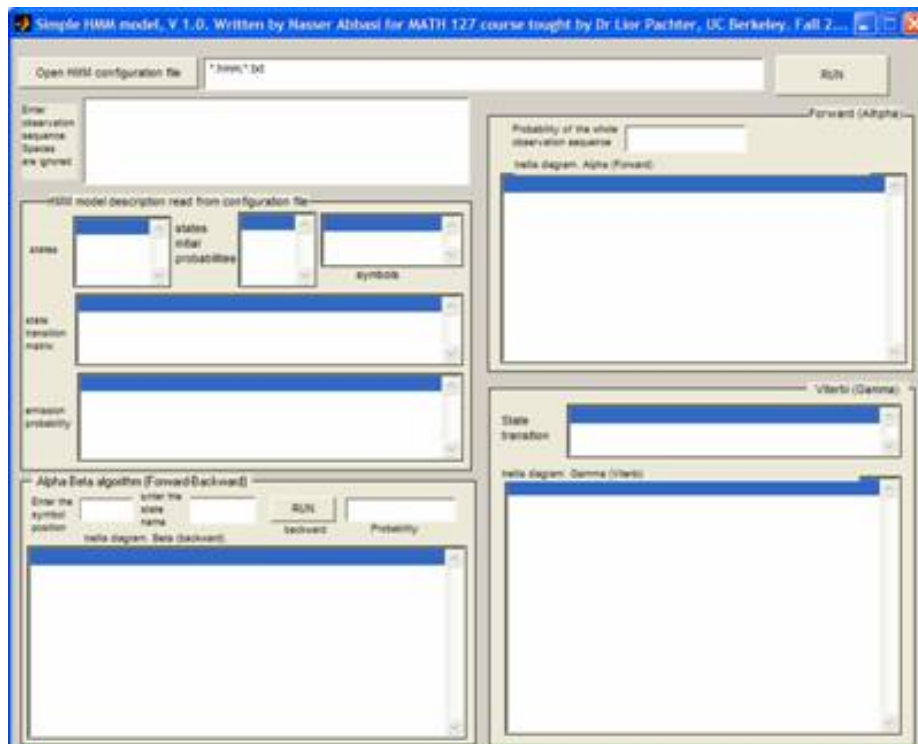 Simple HMM model, V 1.0. Written by Nasser Abbasi for MATH 127 course tought by Dr Lior Pachter, UC Berkeley. Fall 2...
Open HMM configuration file
*.hmm;*.txt
RUN
Enter
observation
sequence.
Spaces
are ignored
Forward (Altpha)
Probability of the whole
observation sequence
trellis diagram. Alpha (Forward)
HMM model description read from configuration file
states
states
initial
probabilities
symbols
state
transition
matrix
emission
probability
Viterbi (Gamma)
State
transition
trellis diagram. Gamma (Viterbi)
Alpha Beta algorithm (Forward-Backward)
Enter the
symbol
position
enter the
state
name
RUN
backward
Probability
trellis diagram. Beta (backward).